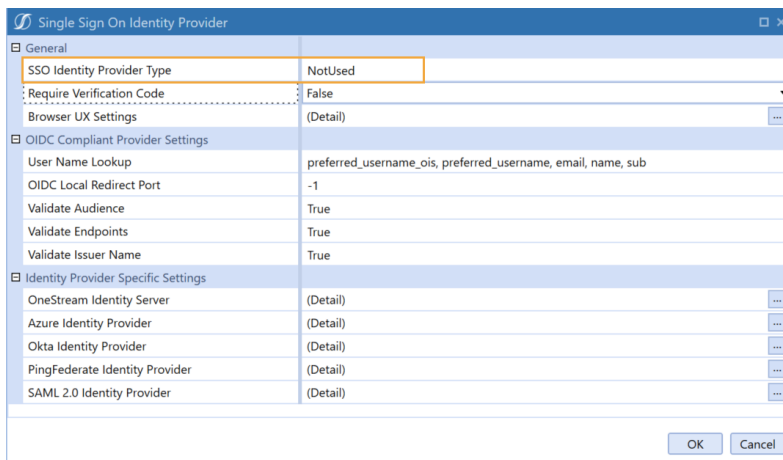 Single Sign On Identity Provider
General
SSO Identity Provider Type NotUsed
Require Verification Code False
Browser UX Settings (Detail) ...
OIDC Compliant Provider Settings
User Name Lookup preferred_username_ois, preferred_username, email, name, sub
OIDC Local Redirect Port -1
Validate Audience True
Validate Endpoints True
Validate Issuer Name True
Identity Provider Specific Settings
OneStream Identity Server (Detail) ...
Azure Identity Provider (Detail) ...
Okta Identity Provider (Detail) ...
PingFederate Identity Provider (Detail) ...
SAML 2.0 Identity Provider (Detail) ...
OK Cancel